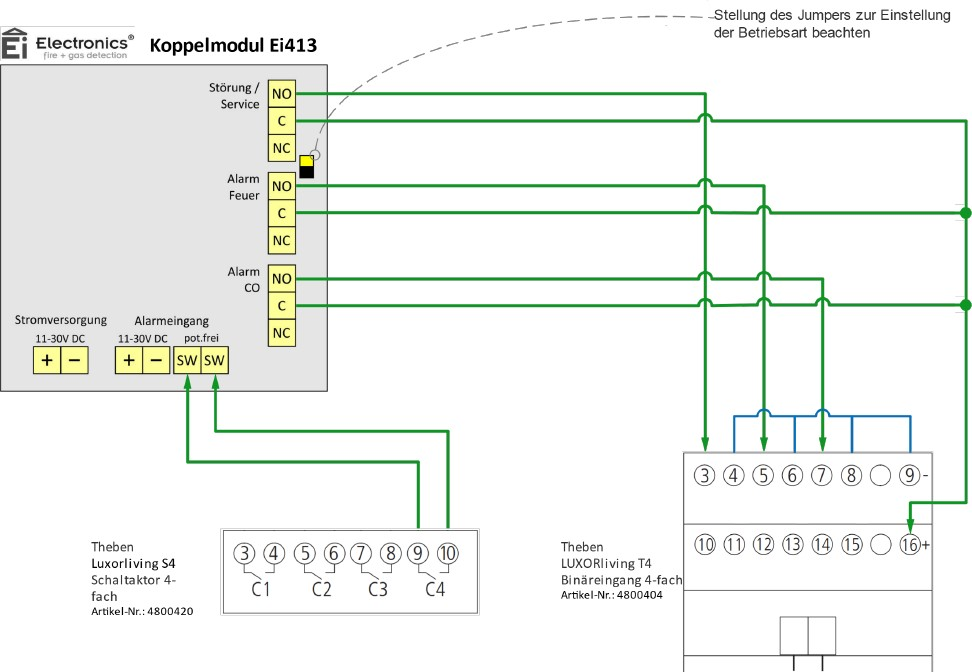 Stellung des Jumpers zur Einstellung
der Betriebsart beachten
Ei Electronics®
fire + gas detection
Koppelmodul Ei413
Störung /
Service
NO
C
NC
Alarm
Feuer
NO
C
NC
Alarm
CO
NO
C
NC
Stromversorgung
11-30V DC
+ −
Alarmeingang
11-30V DC pot.frei
+ − SW SW
3 4 5 6 7 8 9 -
10 11 12 13 14 15 16 +
Theben
Luxorliving S4
Schaltaktor 4-
fach
Artikel-Nr.: 4800420
3 4 5 6 7 8 9 10
C1 C2 C3 C4
Theben
LUXORliving T4
Binäreingang 4-fach
Artikel-Nr.: 4800404